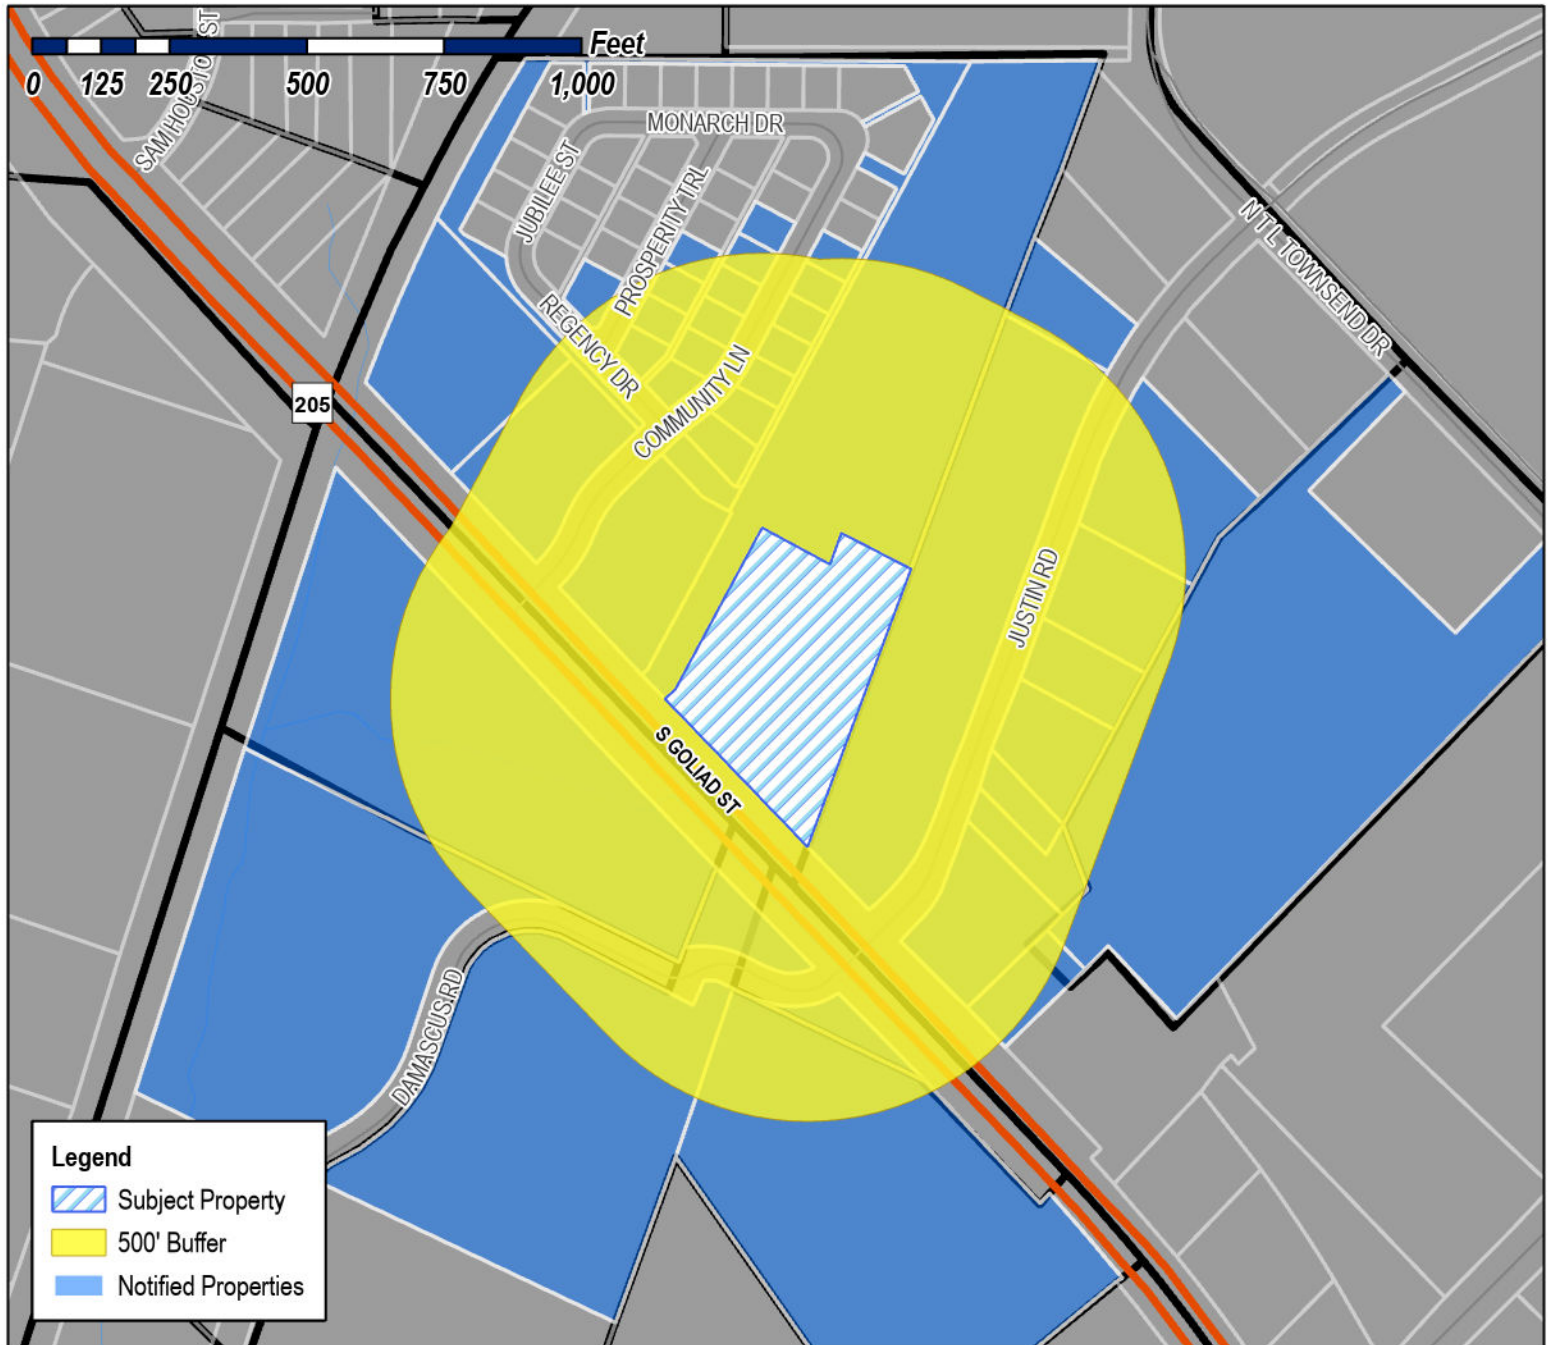 Feet
0 125 250 500 750 1,000
SAM HOUSTON ST
MONARCH DR
JUBILEE ST
PROSPERITY TRL
N T L TOWNSEND DR
REGENCY DR
COMMUNITY LN
205
JUSTIN RD
S GOLIAD ST
DAMASCUS RD
Legend
Subject Property
500' Buffer
Notified Properties